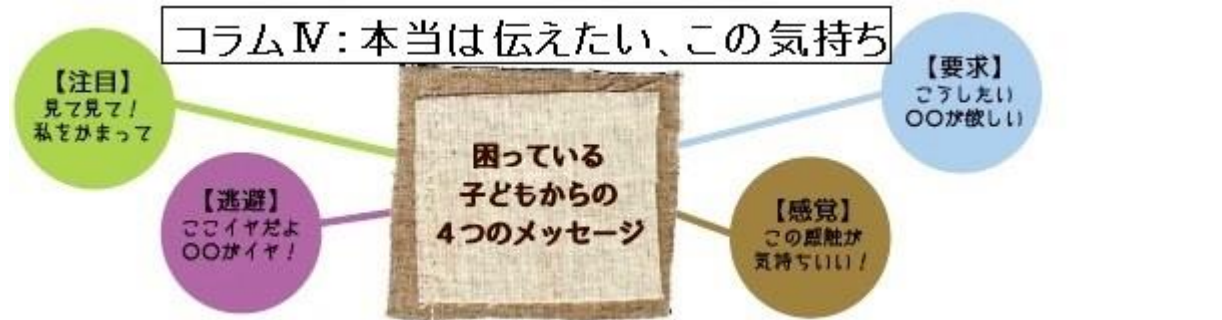 コラムⅣ:本当は伝えたい、この気持ち
【注目】
見て見て!
私をかまって
【逃避】
ここイヤだよ
〇〇がイヤ!
困っている
子どもからの
4つのメッセージ
【要求】
こうしたい
〇〇が欲しい
【感覚】
この感触が
気持ちいい!